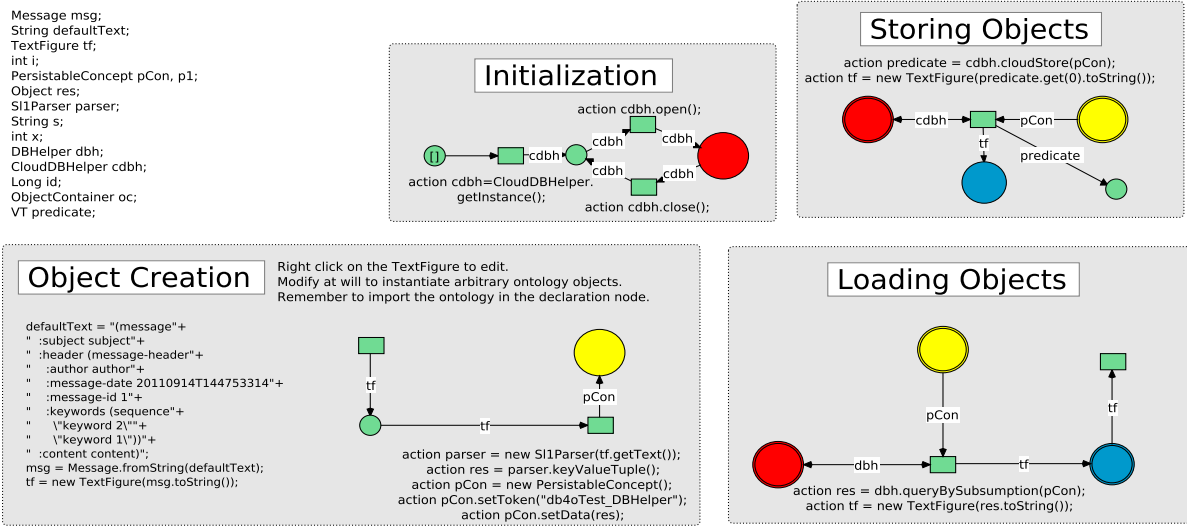 Message msg;
String defaultText;
TextFigure tf;
int i;
PersistableConcept pCon, p1;
Object res;
Sl1Parser parser;
String s;
int x;
DBHelper dbh;
CloudDBHelper cdbh;
Long id;
ObjectContainer oc;
VT predicate;
Initialization
action cdbh.open();
cdbh
cdbh
[]
cdbh
cdbh
cdbh
action cdbh=CloudDBHelper.
getInstance();
action cdbh.close();
Storing Objects
action predicate = cdbh.cloudStore(pCon);
action tf = new TextFigure(predicate.get(0).toString());
cdbh
pCon
tf
predicate
Object Creation
Right click on the TextFigure to edit.
Modify at will to instantiate arbitrary ontology objects.
Remember to import the ontology in the declaration node.
defaultText = "(message"+
"  :subject subject"+
"  :header (message-header"+
"    :author author"+
"    :message-date 20110914T144753314"+
"    :message-id 1"+
"    :keywords (sequence"+
"      \"keyword 2\""+
"      \"keyword 1\"))"+
"  :content content)";
msg = Message.fromString(defaultText);
tf = new TextFigure(msg.toString());
tf
pCon
tf
action parser = new Sl1Parser(tf.getText());
action res = parser.keyValueTuple();
action pCon = new PersistableConcept();
action pCon.setToken("db4oTest_DBHelper");
action pCon.setData(res);
Loading Objects
pCon
tf
dbh
tf
action res = dbh.queryBySubsumption(pCon);
action tf = new TextFigure(res.toString());